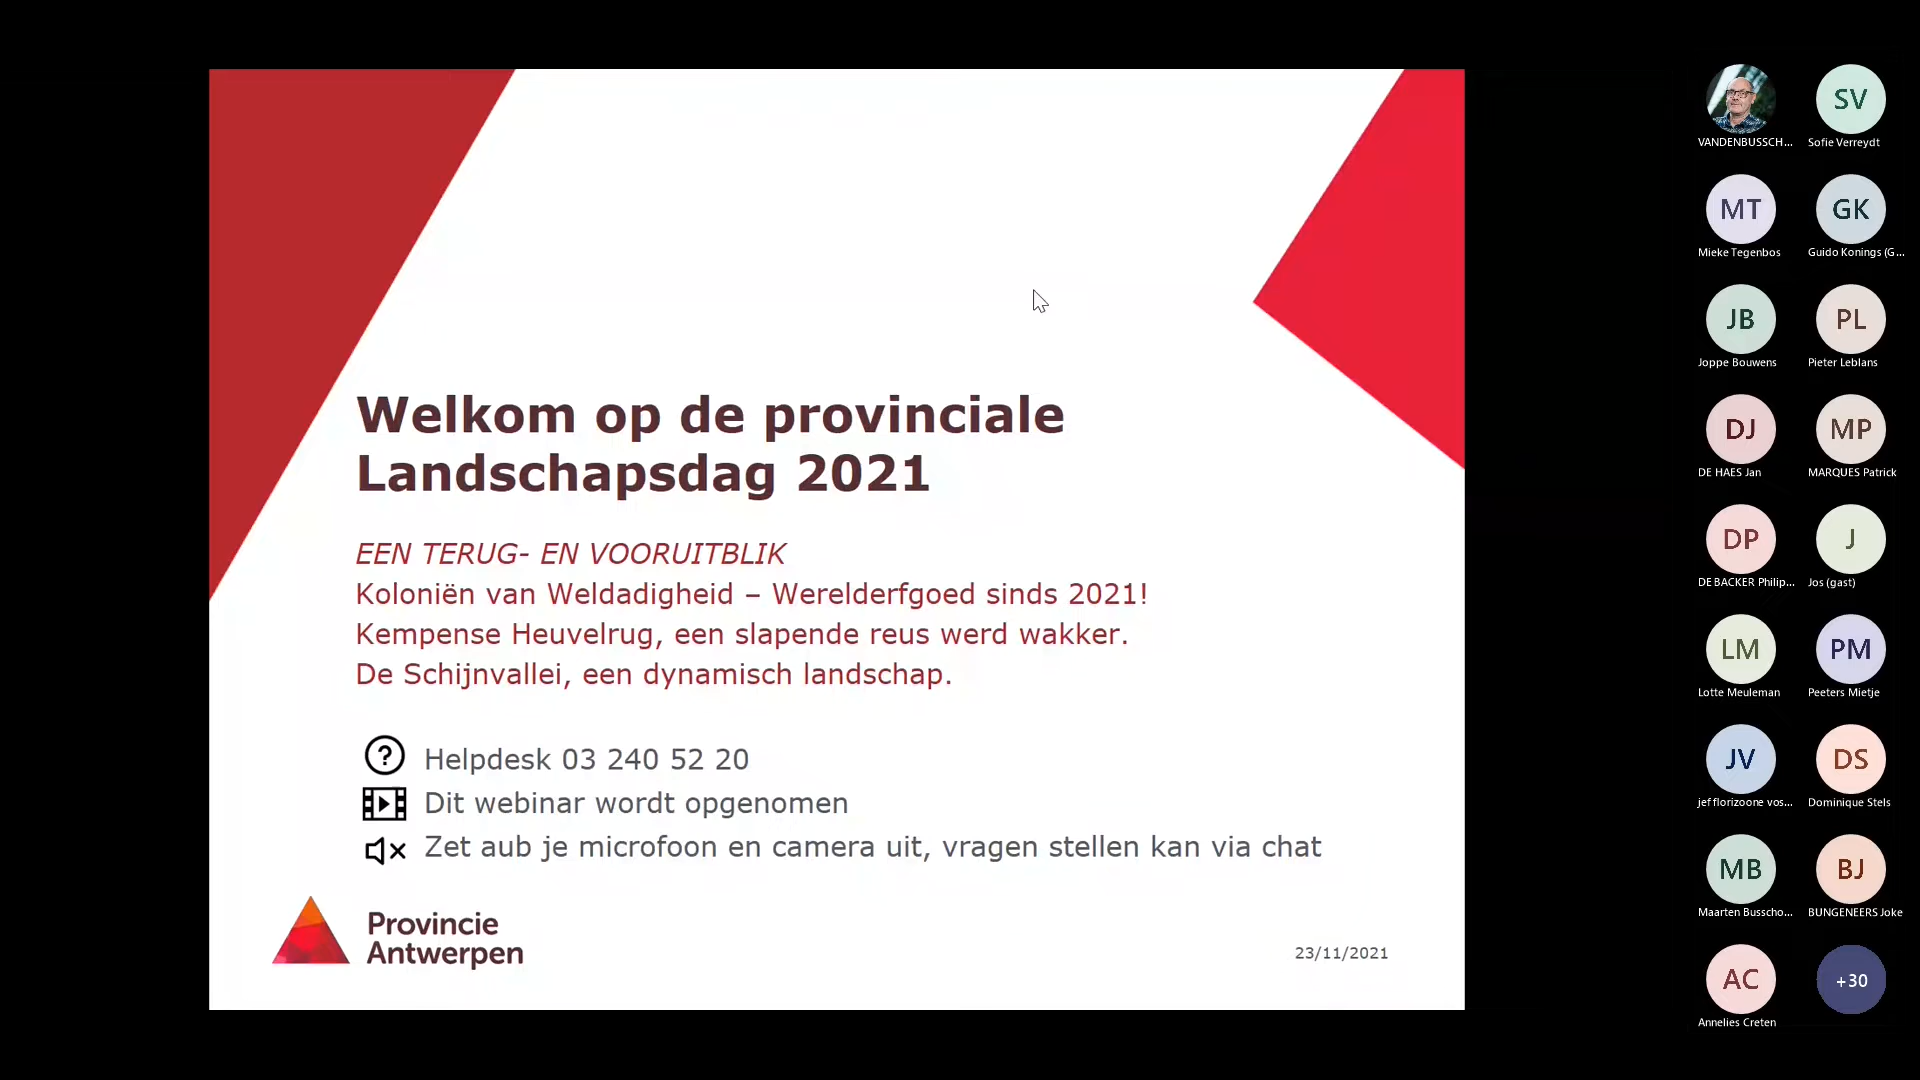 Welkom op de provinciale
Landschapsdag 2021
EEN TERUG- EN VOORUITBLIK
Koloniën van Weldadigheid – Werelderfgoed sinds 2021!
Kempense Heuvelrug, een slapende reus werd wakker.
De Schijnvallei, een dynamisch landschap.
Helpdesk 03 240 52 20
Dit webinar wordt opgenomen
Zet aub je microfoon en camera uit, vragen stellen kan via chat
Provincie
Antwerpen
23/11/2021
VANDENBUSSCH...
SV
Sofie Verreydt
MT
Mieke Tegenbos
GK
Guido Konings (G...
JB
Joppe Bouwens
PL
Pieter Leblans
DJ
DE HAES Jan
MP
MARQUES Patrick
DP
DE BACKER Philip...
J
Jos (gast)
LM
Lotte Meuleman
PM
Peeters Mietje
JV
jef florizoone vos...
DS
Dominique Stels
MB
Maarten Busscho...
BJ
BUNGENEERS Joke
AC
Annelies Creten
+30